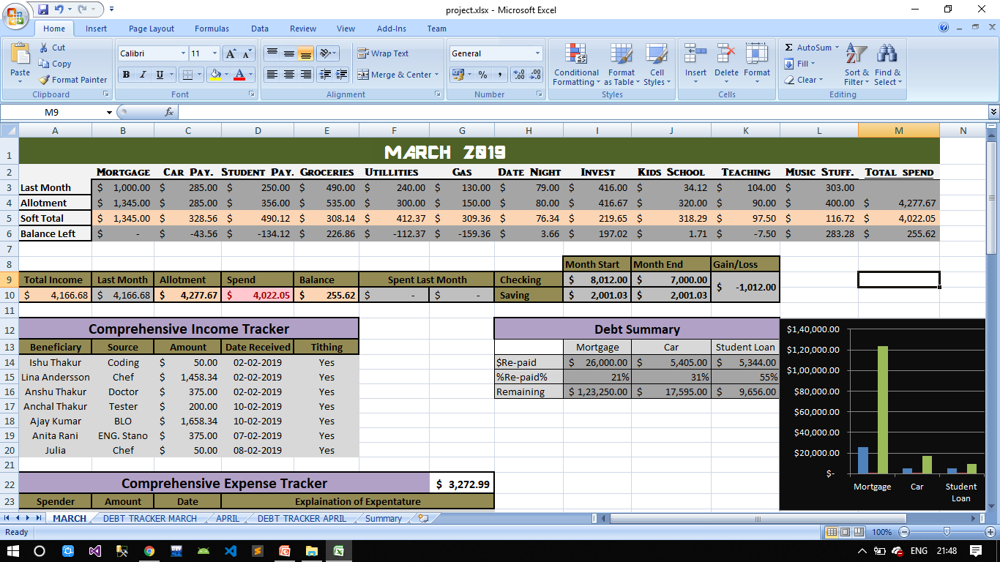 project.xlsx - Microsoft Excel
Home Insert Page Layout Formulas Data Review View Add-Ins Team
Paste Cut Copy Format Painter
Calibri 11 A A
B I U A
Wrap Text
Merge & Center
General
% , .00 .0
Conditional Formatting Format as Table Cell Styles
Insert Delete Format
Σ AutoSum Fill Clear
Sort & Filter Find & Select
Clipboard Font Alignment Number Styles Cells Editing
M9 fx
A B C D E F G H I J K L M N
1 MARCH 2019
2 MORTGAGE CAR PAY. STUDENT PAY. GROCERIES UTILLITIES GAS DATE NIGHT INVEST KIDS SCHOOL TEACHING MUSIC STUFF. TOTAL SPEND
3 Last Month $ 1,000.00 $ 285.00 $ 250.00 $ 490.00 $ 240.00 $ 130.00 $ 79.00 $ 416.00 $ 34.12 $ 104.00 $ 303.00
4 Allotment $ 1,345.00 $ 356.00 $ 356.00 $ 535.00 $ 300.00 $ 150.00 $ 80.00 $ 416.67 $ 320.00 $ 90.00 $ 400.00 $ 4,277.67
5 Soft Total $ 1,345.00 $ 328.56 $ 490.12 $ 308.14 $ 412.37 $ 309.36 $ 76.34 $ 219.65 $ 318.29 $ 97.50 $ 116.72 $ 4,022.05
6 Balance Left $ - $ -43.56 $ -134.12 $ 226.86 $ -112.37 $ -159.36 $ 3.66 $ 197.02 $ 1.71 $ -7.50 $ 283.28 $ 255.62
7
8 Month Start Month End Gain/Loss
9 Total Income Last Month Allotment Spend Balance Spent Last Month Checking $ 8,012.00 $ 7,000.00 $ -1,012.00
10 $ 4,166.68 $ 4,166.68 $ 4,277.67 $ 4,022.05 $ 255.62 $ - $ - Saving $ 2,001.03 $ 2,001.03
11
12 Comprehensive Income Tracker Debt Summary
13 Beneficiary Source Amount Date Received Tithing Mortgage Car Student Loan
14 Ishu Thakur Coding $ 50.00 02-02-2019 Yes $Re-paid $ 26,000.00 $ 5,405.00 $ 5,344.00
15 Lina Andersson Chef $ 1,458.34 02-02-2019 Yes %Re-paid% 21% 31% 55%
16 Anshu Thakur Doctor $ 375.00 02-02-2019 Yes Remaining $ 1,23,250.00 $ 17,595.00 $ 9,656.00
17 Anchal Thakur Tester $ 200.00 10-02-2019 Yes
18 Ajay Kumar BLO $ 1,658.34 10-02-2019 Yes
19 Anita Rani ENG. Stano $ 375.00 07-02-2019 Yes
20 Julia Chef $ 50.00 08-02-2019 Yes
21
22 Comprehensive Expense Tracker $ 3,272.99
23 Spender Amount Date Explaination of Expentature
$1,40,000.00
$1,20,000.00
$1,00,000.00
$80,000.00
$60,000.00
$40,000.00
$20,000.00
$-
Mortgage Car Student Loan
MARCH DEBT TRACKER MARCH APRIL DEBT TRACKER APRIL Summary
Ready 100%
ENG 21:48